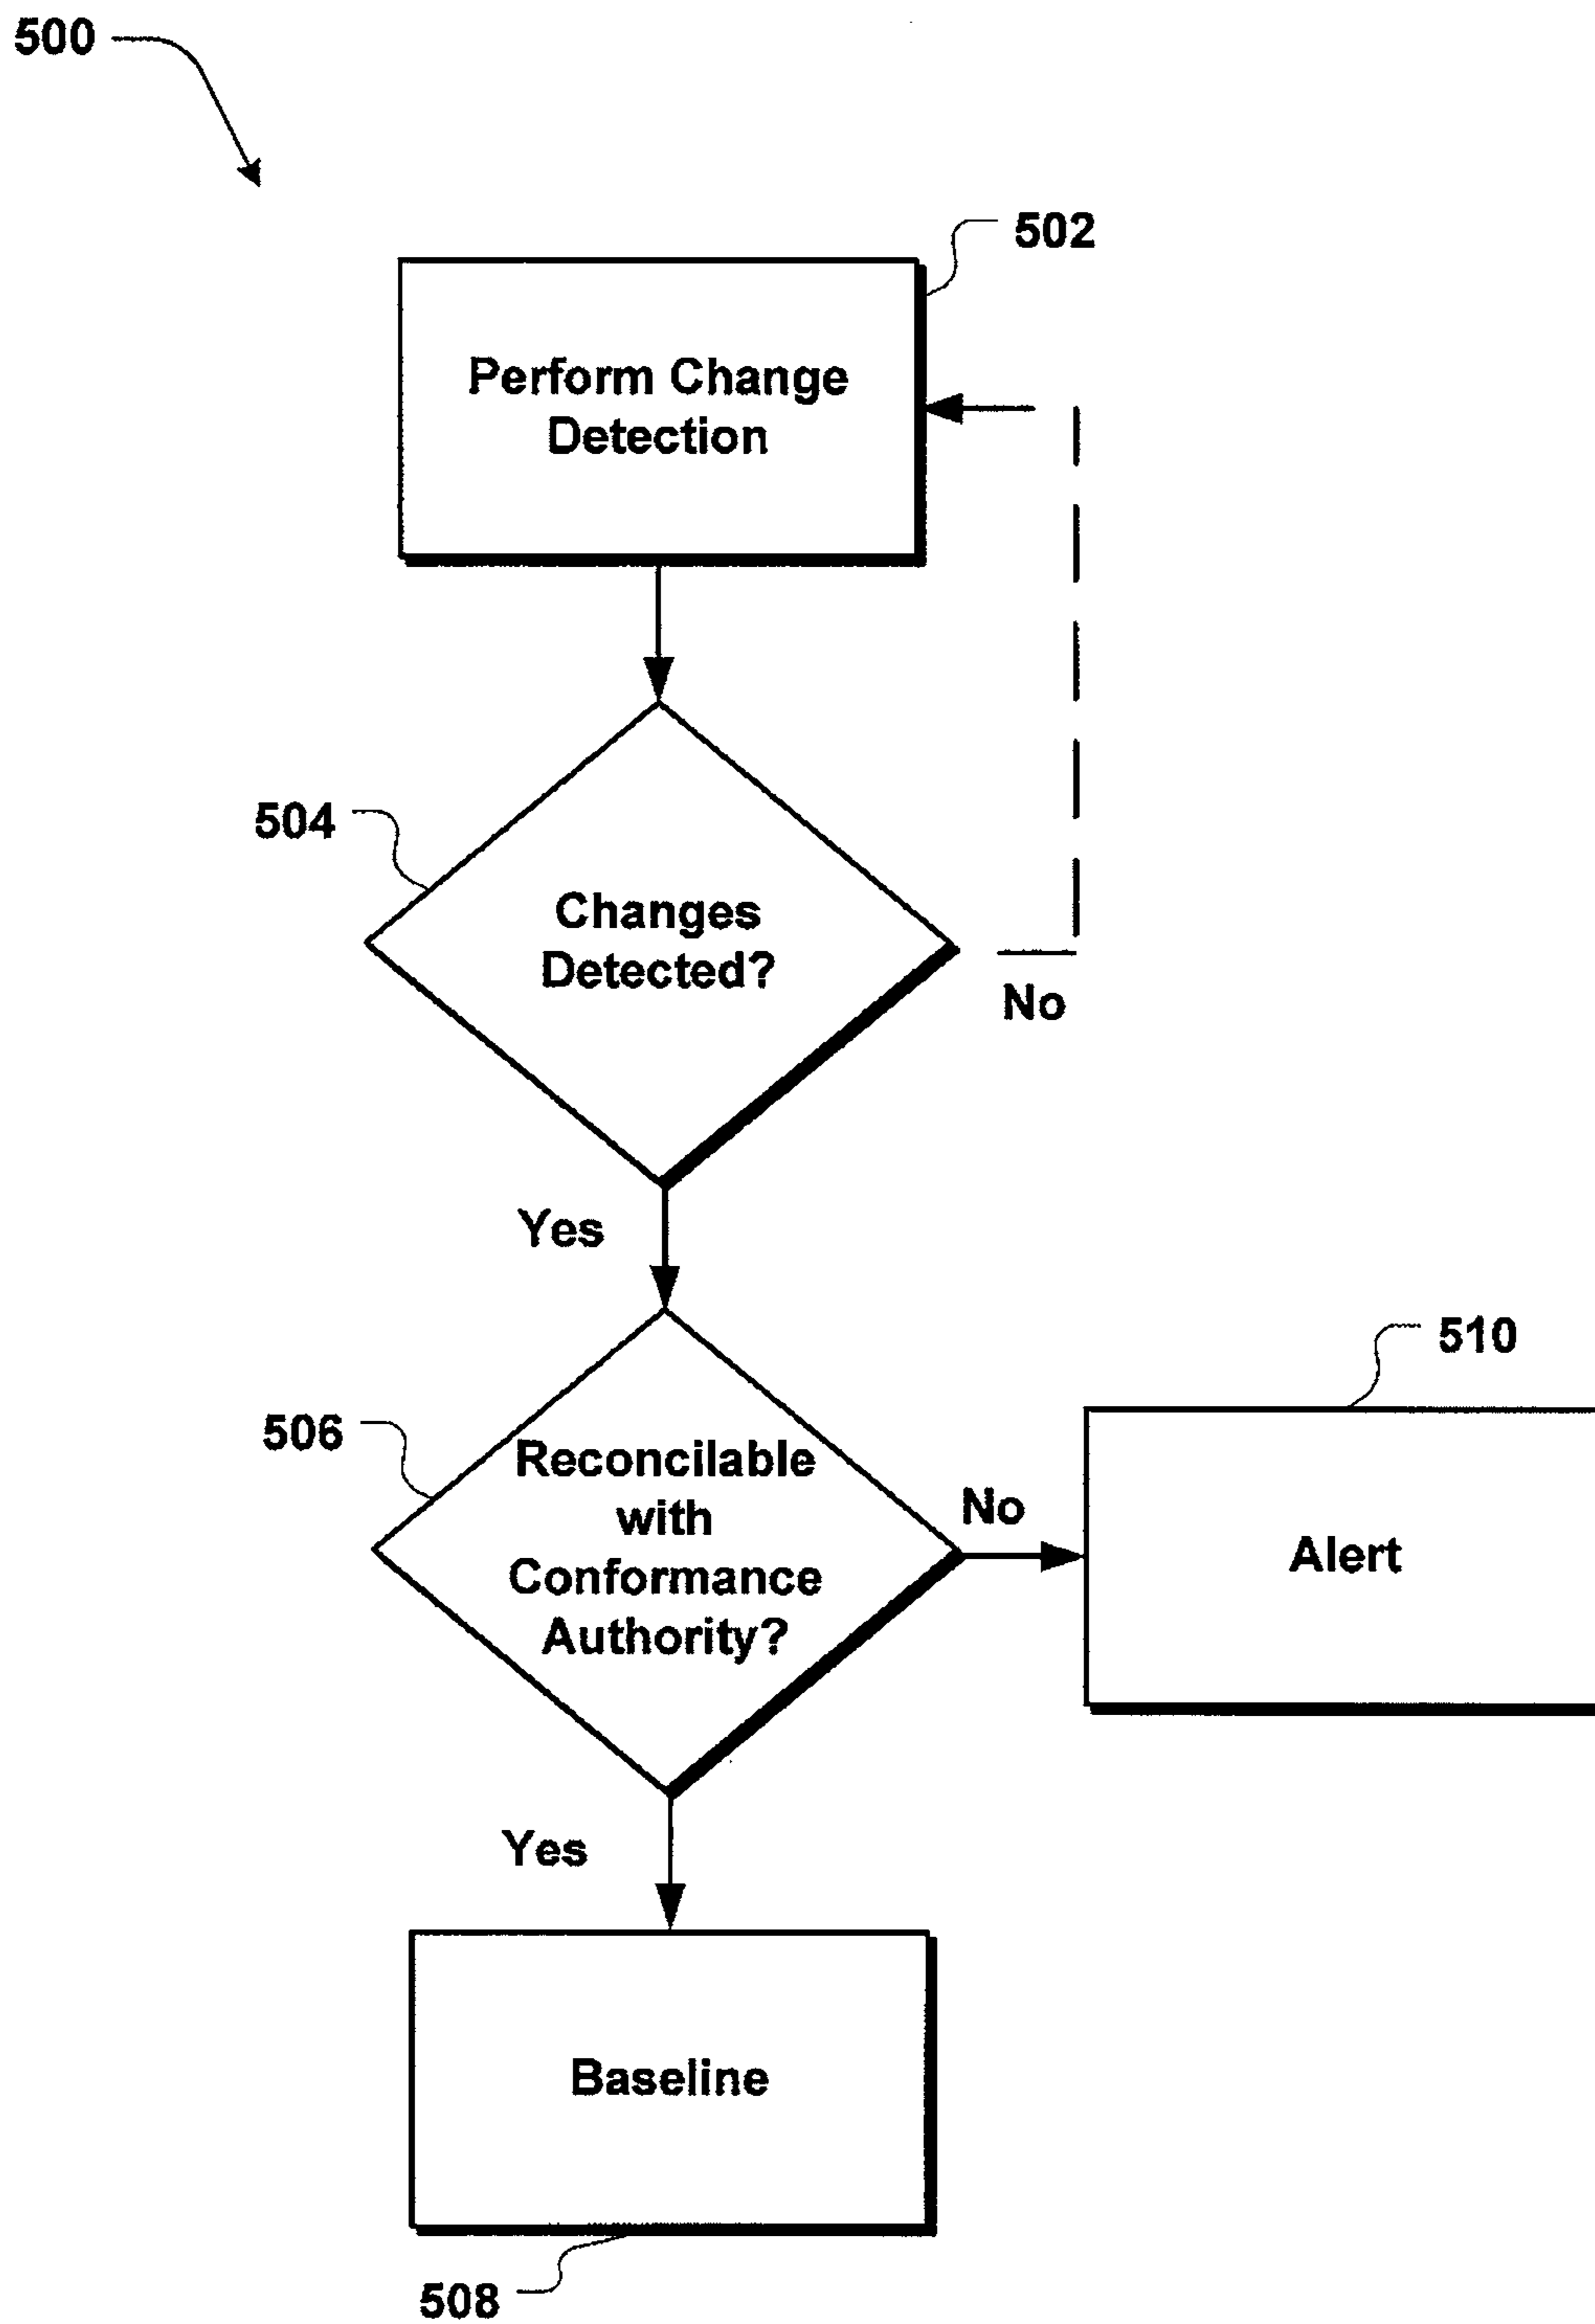 500
502
Perform Change
Detection
504
Changes
Detected?
No
Yes
510
506
Reconcilable
with
Conformance
Authority?
No
Alert
Yes
Baseline
508